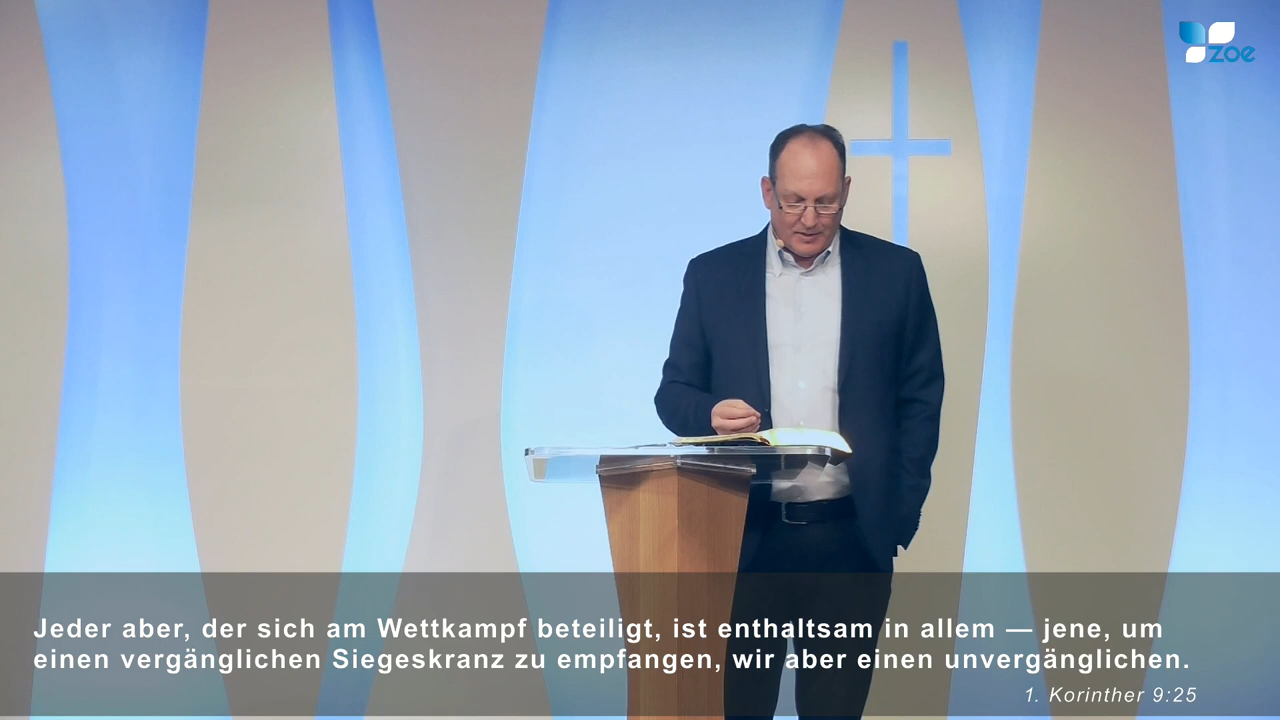 zoe
Jeder aber, der sich am Wettkampf beteiligt, ist enthaltsam in allem — jene, um
einen vergänglichen Siegeskranz zu empfangen, wir aber einen unvergänglichen.
1. Korinther 9:25